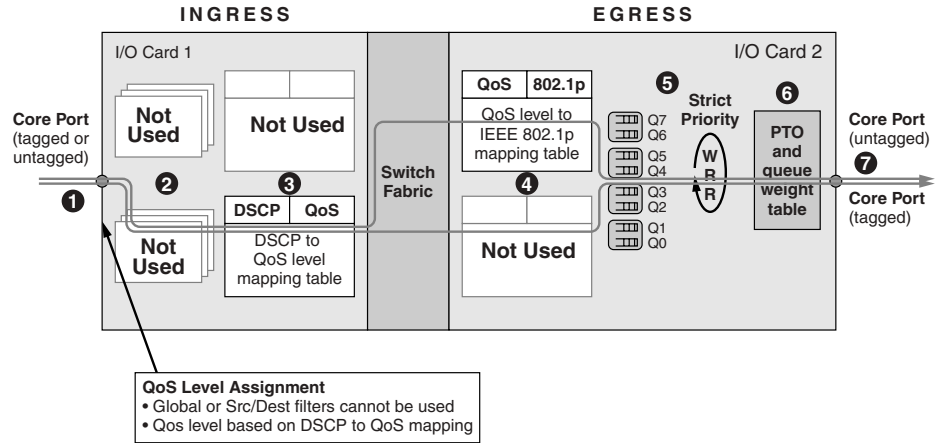 INGRESS
EGRESS
I/O Card 1
I/O Card 2
Core Port
(tagged or
untagged)
1
Not
Used
2
Not
Used
Not Used
3
DSCP QoS
DSCP to
QoS level
mapping table
Switch
Fabric
QoS 802.1p
QoS level to
IEEE 802.1p
mapping table
4
Not Used
5
Q7
Q6
Q5
Q4
Q3
Q2
Q1
Q0
Strict
Priority
W
R
R
6
PTO
and
queue
weight
table
Core Port
(untagged)
7
Core Port
(tagged)
QoS Level Assignment
• Global or Src/Dest filters cannot be used
• Qos level based on DSCP to QoS mapping